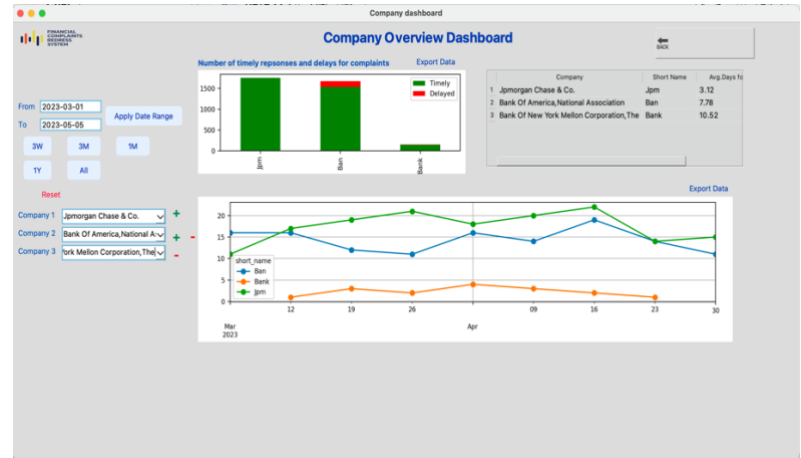 Company dashboard
FINANCIAL
COMPLAINTS
REDRESS
SYSTEM
Company Overview Dashboard
BACK
Number of timely repsonses and delays for complaints
Export Data
1500
1000
500
0
Timely
Delayed
Jpm
Ban
Bank
Company Short Name Avg.Days fo
1 Jpmorgan Chase & Co. Jpm 3.12
2 Bank Of America,National Association Ban 7.78
3 Bank Of New York Mellon Corporation,The Bank 10.52
From 2023-03-01
To 2023-05-05
Apply Date Range
3W 3M 1M
1Y All
Reset
Company 1 Jpmorgan Chase & Co. +
Company 2 Bank Of America,National A + -
Company 3 York Mellon Corporation,The -
Export Data
20
15
10
5
0
short_name
Ban
Bank
Jpm
12 19 26 09 16 23 30
Mar Apr
2023